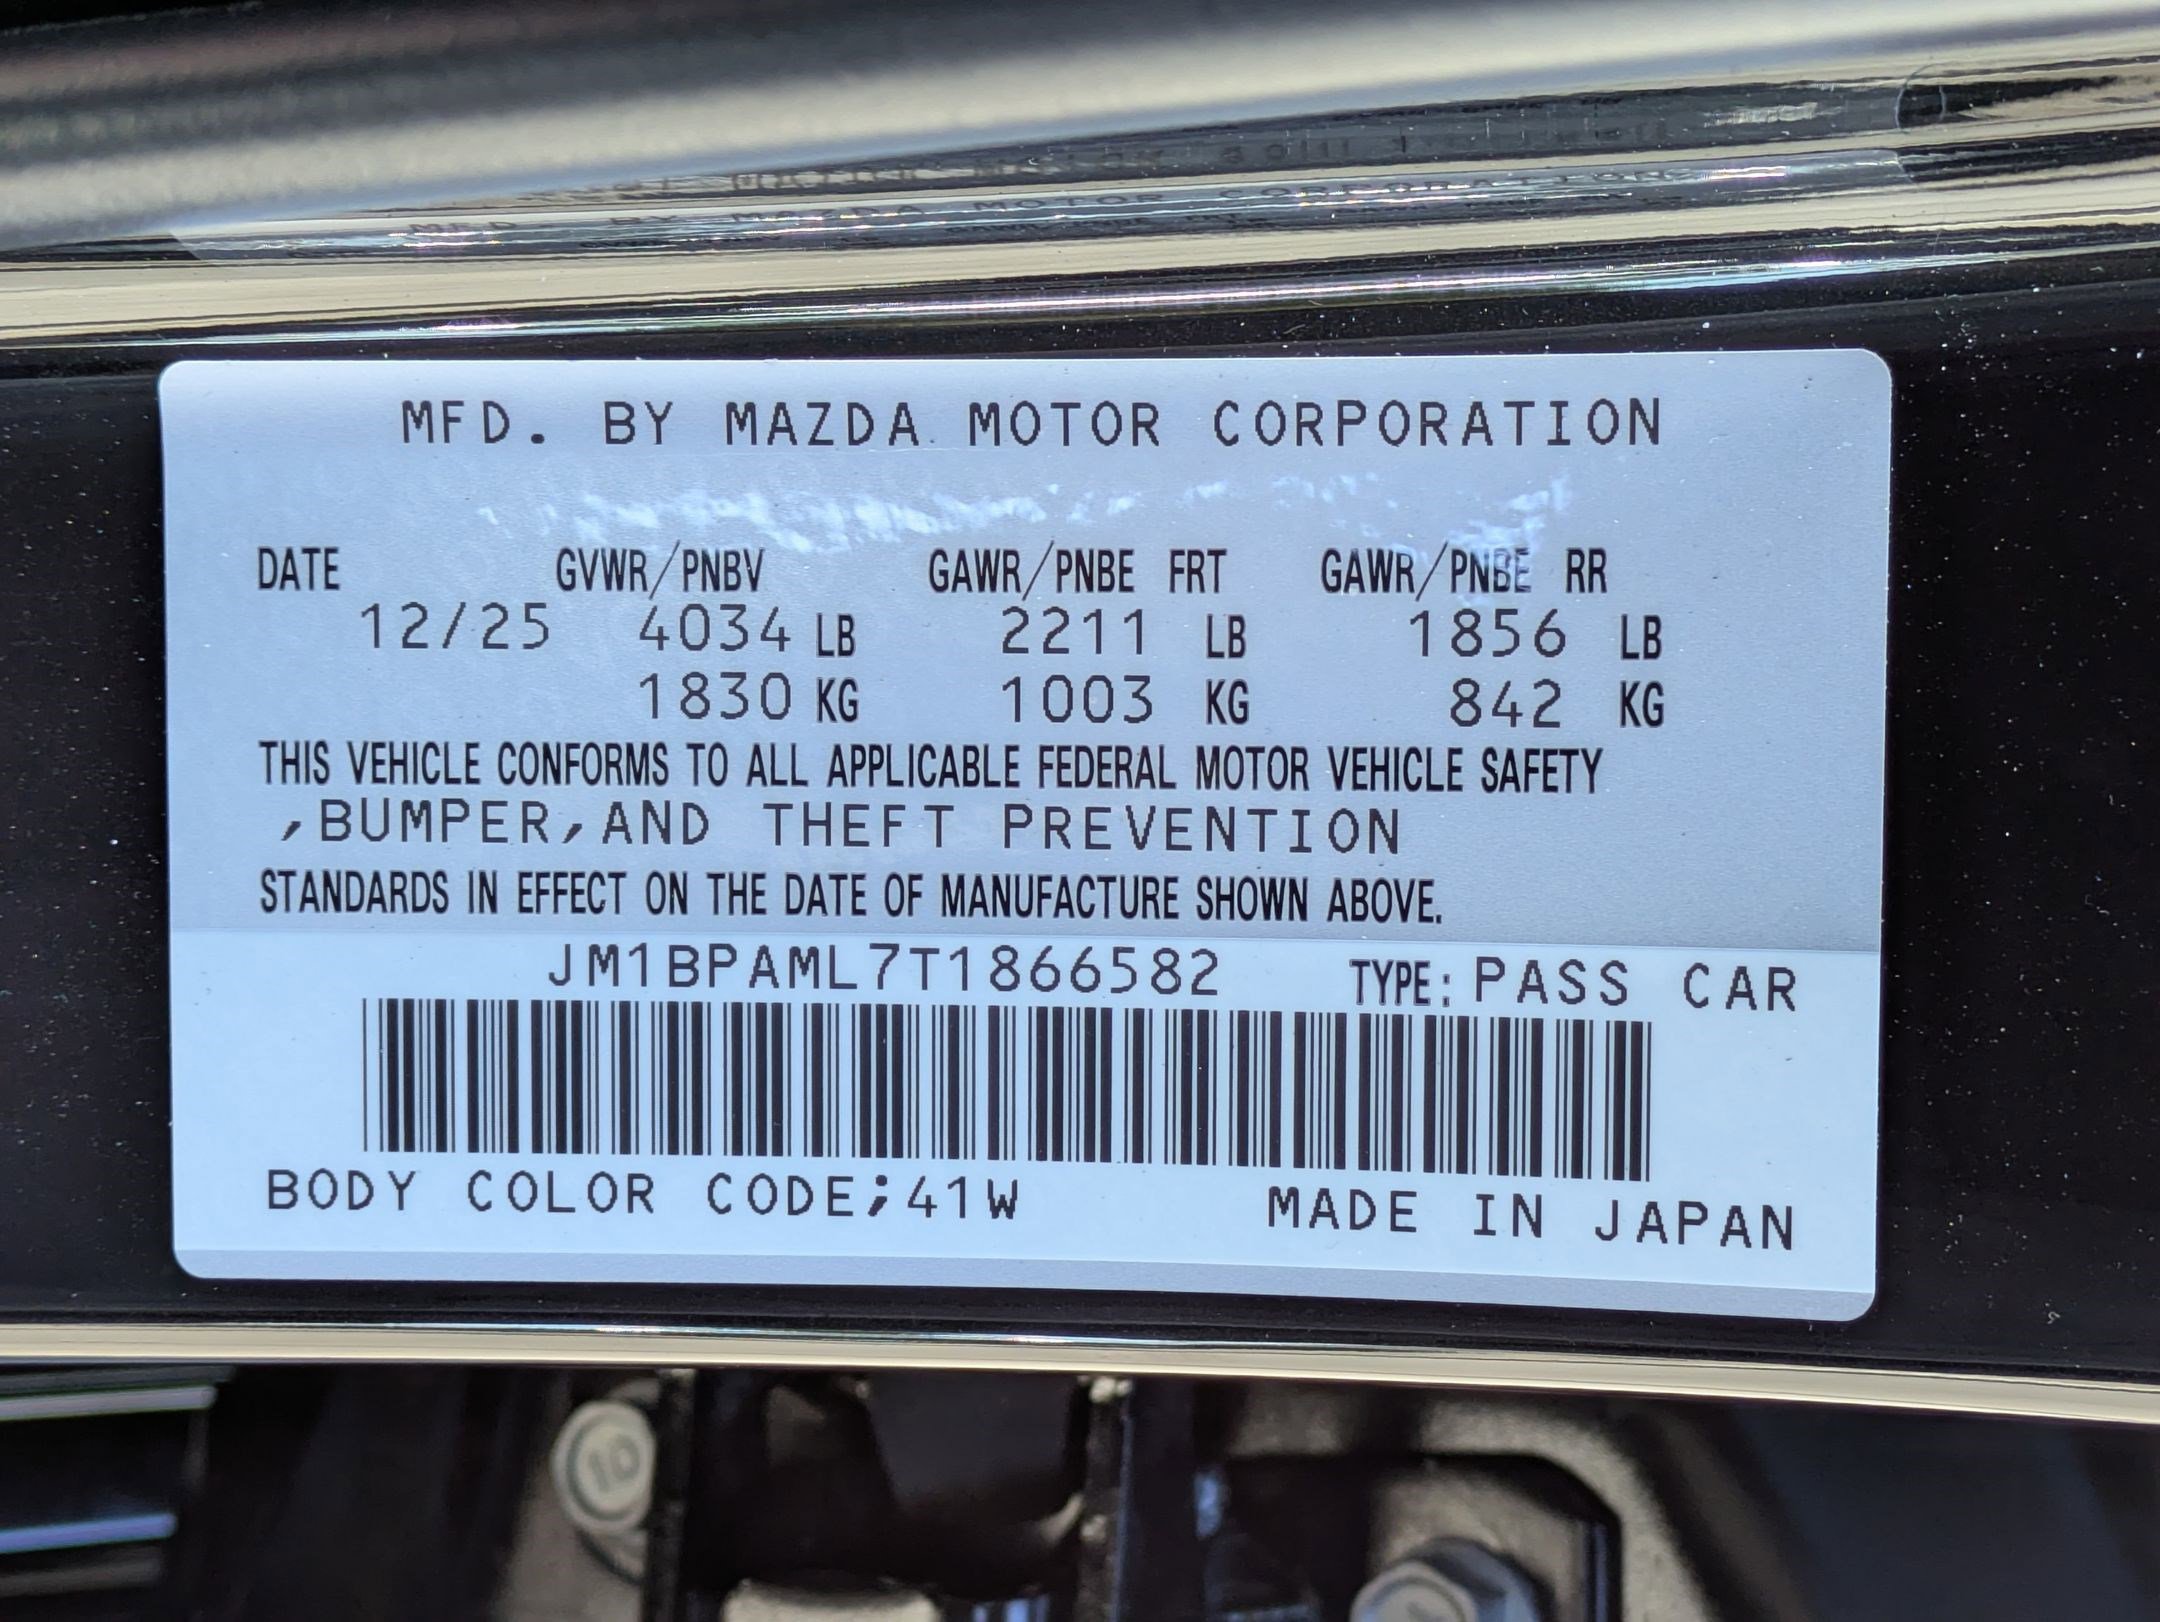 MFD. BY MAZDA MOTOR CORPORATION
DATE GVWR/PNBV GAWR/PNBE FRT GAWR/PNBE RR
12/25 4034 LB 2211 LB 1856 LB
1830 KG 1003 KG 842 KG
THIS VEHICLE CONFORMS TO ALL APPLICABLE FEDERAL MOTOR VEHICLE SAFETY
,BUMPER,AND THEFT PREVENTION
STANDARDS IN EFFECT ON THE DATE OF MANUFACTURE SHOWN ABOVE.
JM1BPAML7T1866582 TYPE: PASS CAR
BODY COLOR CODE;41W MADE IN JAPAN
10